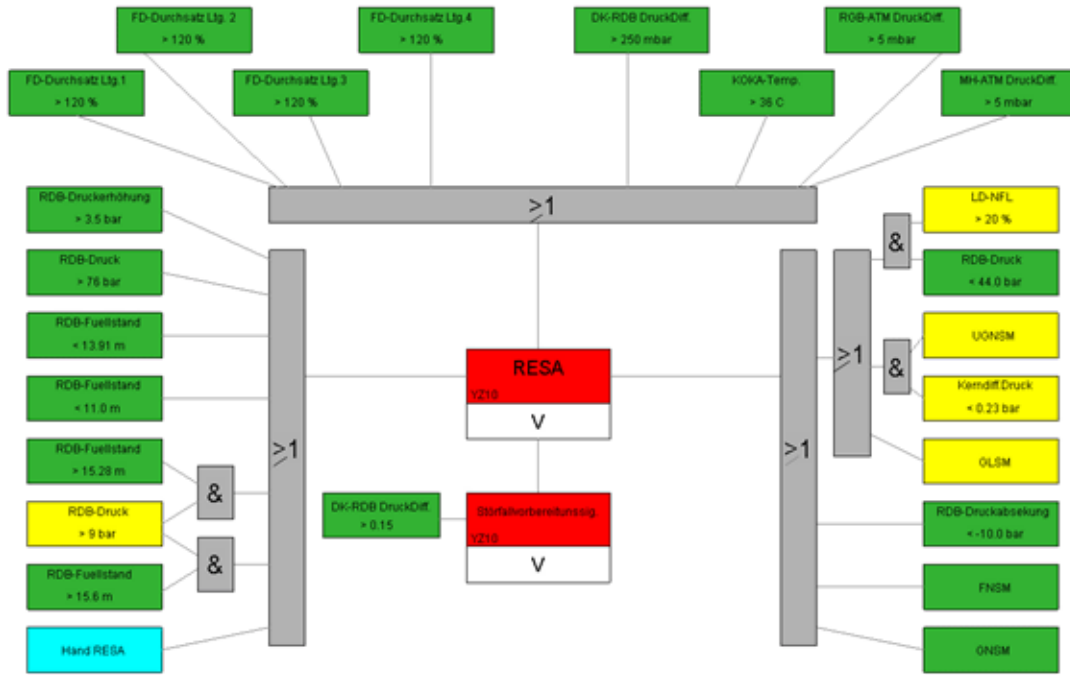 FD-Durchsatz Ltg. 2
> 120 %
FD-Durchsatz Ltg.4
> 120 %
DK-RDB DruckDiff.
> 250 mbar
RGB-ATM DruckDiff.
> 5 mbar
FD-Durchsatz Ltg.1
> 120 %
FD-Durchsatz Ltg.3
> 120 %
KOKA-Temp.
> 36 C
MH-ATM DruckDiff.
> 5 mbar
>1
RDB-Druckerhöhung
> 3.5 bar
RDB-Druck
> 76 bar
RDB-Fuellstand
< 13.91 m
RDB-Fuellstand
< 11.0 m
RDB-Fuellstand
> 15.28 m
RDB-Druck
> 9 bar
RDB-Fuellstand
> 15.6 m
Hand RESA
&
&
>1
RESA
YZ10
V
DK-RDB DruckDiff.
> 0.15
Störfallvorbereitunssig.
YZ10
V
>1
>1
&
&
LD-NFL
> 20 %
RDB-Druck
< 44.0 bar
UGNSM
Kerndiff.Druck
< 0.23 bar
GLSM
RDB-Druckabsekung
< -10.0 bar
FNSM
GNSM